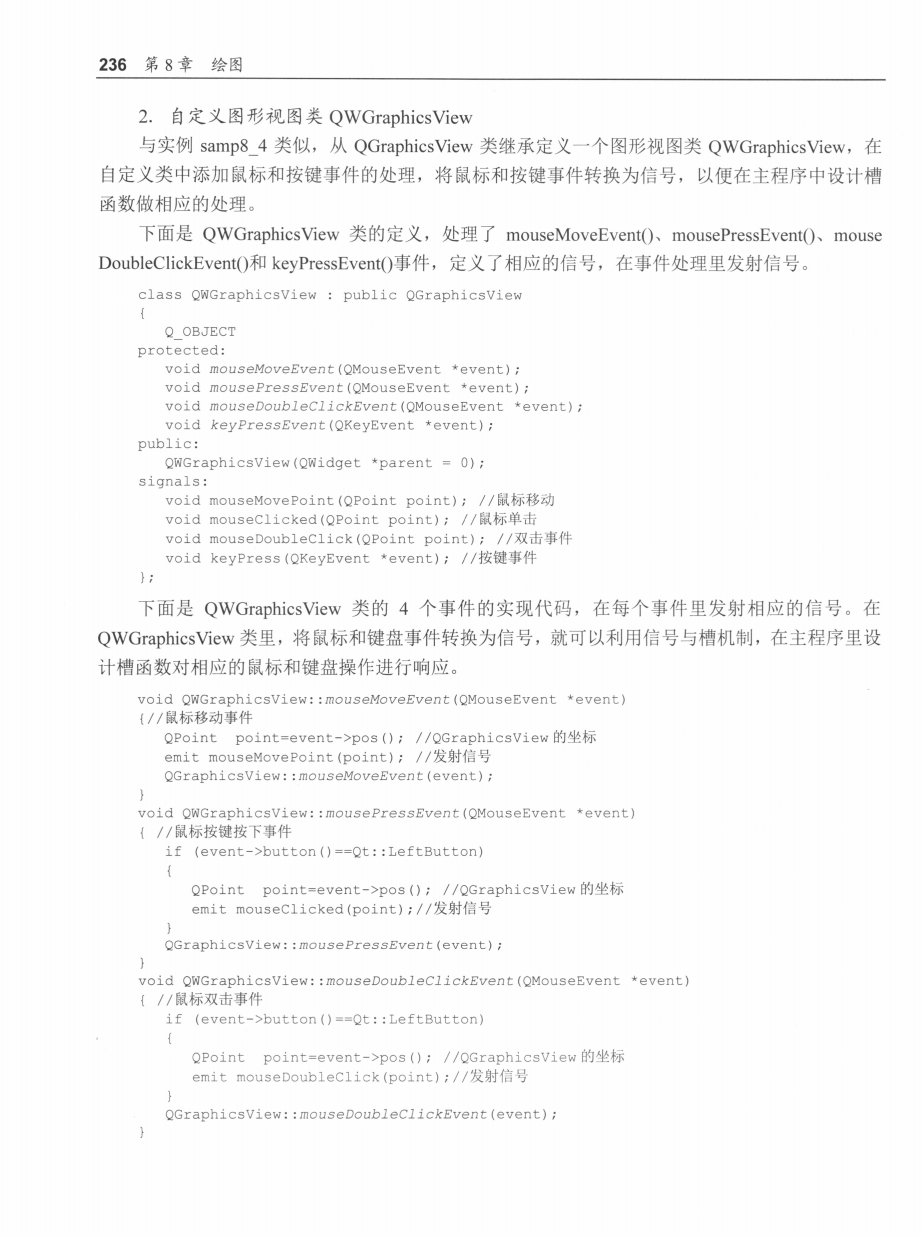 236 第8章 绘图
2. 自定义图形视图类 QWGraphicsView
与实例 samp8_4 类似，从 QGraphicsView 类继承定义一个图形视图类 QWGraphicsView，在
自定义类中添加鼠标和按键事件的处理，将鼠标和按键事件转换为信号，以便在主程序中设计槽
函数做相应的处理。
下面是 QWGraphicsView 类的定义，处理了 mouseMoveEvent()、mousePressEvent()、mouse
DoubleClickEvent()和 keyPressEvent()事件，定义了相应的信号，在事件处理里发射信号。
class QWGraphicsView : public QGraphicsView
{
Q_OBJECT
protected:
void mouseMoveEvent(QMouseEvent *event);
void mousePressEvent(QMouseEvent *event);
void mouseDoubleClickEvent(QMouseEvent *event);
void keyPressEvent(QKeyEvent *event);
public:
QWGraphicsView(QWidget *parent = 0);
signals:
void mouseMovePoint(QPoint point); //鼠标移动
void mouseClicked(QPoint point); //鼠标单击
void mouseDoubleClick(QPoint point); //双击事件
void keyPress(QKeyEvent *event); //按键事件
};
下面是 QWGraphicsView 类的 4 个事件的实现代码，在每个事件里发射相应的信号。在
QWGraphicsView 类里，将鼠标和键盘事件转换为信号，就可以利用信号与槽机制，在主程序里设
计槽函数对相应的鼠标和键盘操作进行响应。
void QWGraphicsView::mouseMoveEvent(QMouseEvent *event)
{//鼠标移动事件
QPoint point=event->pos(); //QGraphicsView 的坐标
emit mouseMovePoint(point); //发射信号
QGraphicsView::mouseMoveEvent(event);
}
void QWGraphicsView::mousePressEvent(QMouseEvent *event)
{ //鼠标按键按下事件
if (event->button()==Qt::LeftButton)
{
QPoint point=event->pos(); //QGraphicsView 的坐标
emit mouseClicked(point);//发射信号
}
QGraphicsView::mousePressEvent(event);
}
void QWGraphicsView::mouseDoubleClickEvent(QMouseEvent *event)
{ //鼠标双击事件
if (event->button()==Qt::LeftButton)
{
QPoint point=event->pos(); //QGraphicsView 的坐标
emit mouseDoubleClick(point);//发射信号
}
QGraphicsView::mouseDoubleClickEvent(event);
}